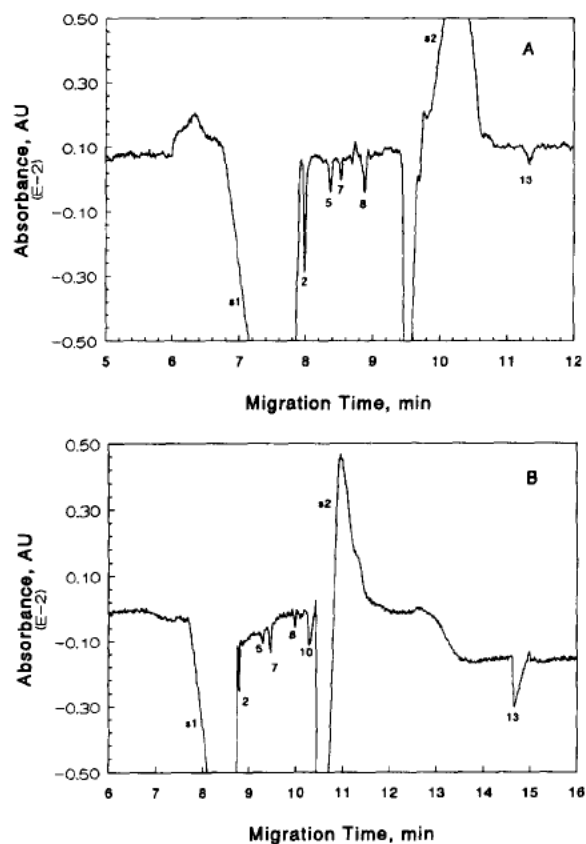 0.50
0.10
-0.10
-0.30
-0.50
Absorbance, AU
(E-2)
A
s2
s1
2
5
7
8
13
5 6 7 8 9 10 11 12
Migration Time, min
0.50
0.30
0.10
-0.10
-0.30
-0.50
Absorbance, AU
(E-2)
B
s2
s1
2
5
7
8
10
13
6 7 8 9 10 11 12 13 14 15 16
Migration Time, min